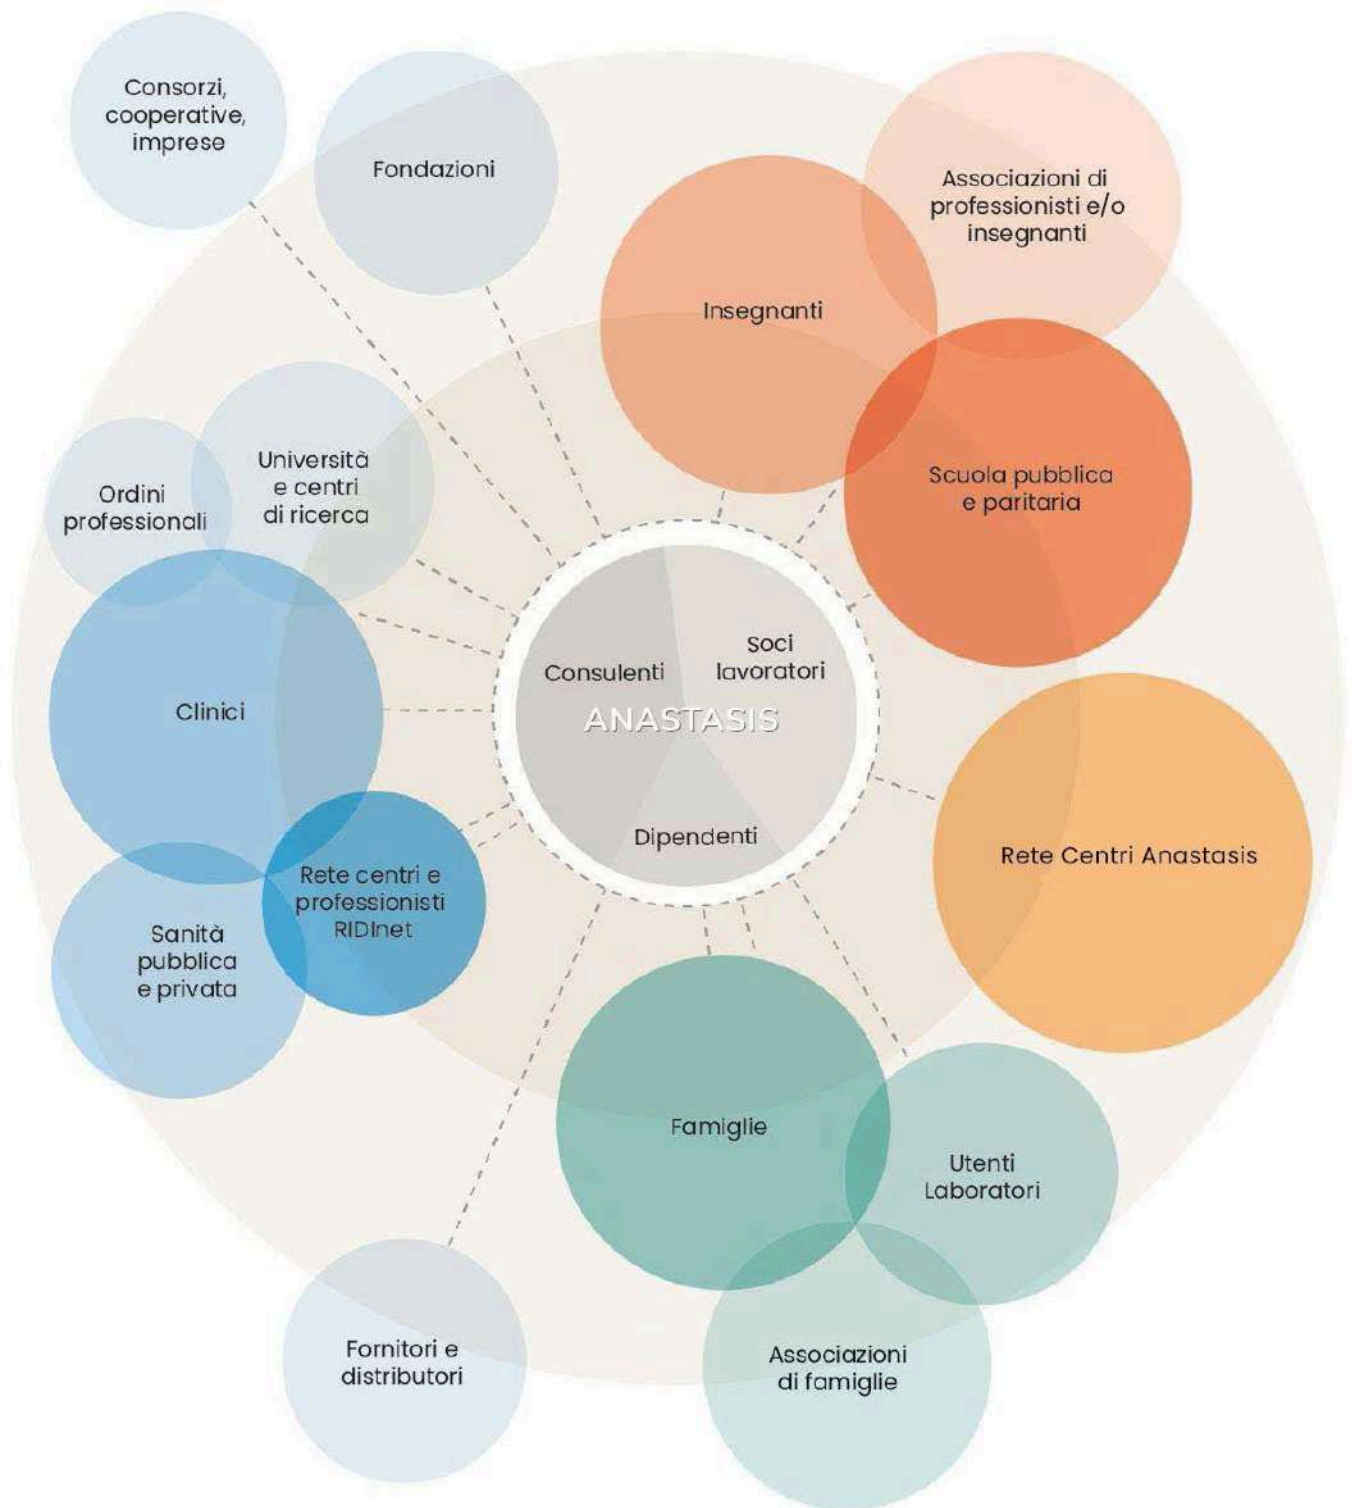 Consorzi,
cooperative,
imprese
Fondazioni
Associazioni di
professionisti e/o
insegnanti
Insegnanti
Scuola pubblica
e paritaria
Università
e centri
di ricerca
Ordini
professionali
Clinici
Consulenti
Soci
lavoratori
ANASTASIS
Dipendenti
Rete Centri Anastasis
Rete centri e
professionisti
RIDInet
Sanità
pubblica
e privata
Famiglie
Utenti
Laboratori
Fornitori e
distributori
Associazioni
di famiglie